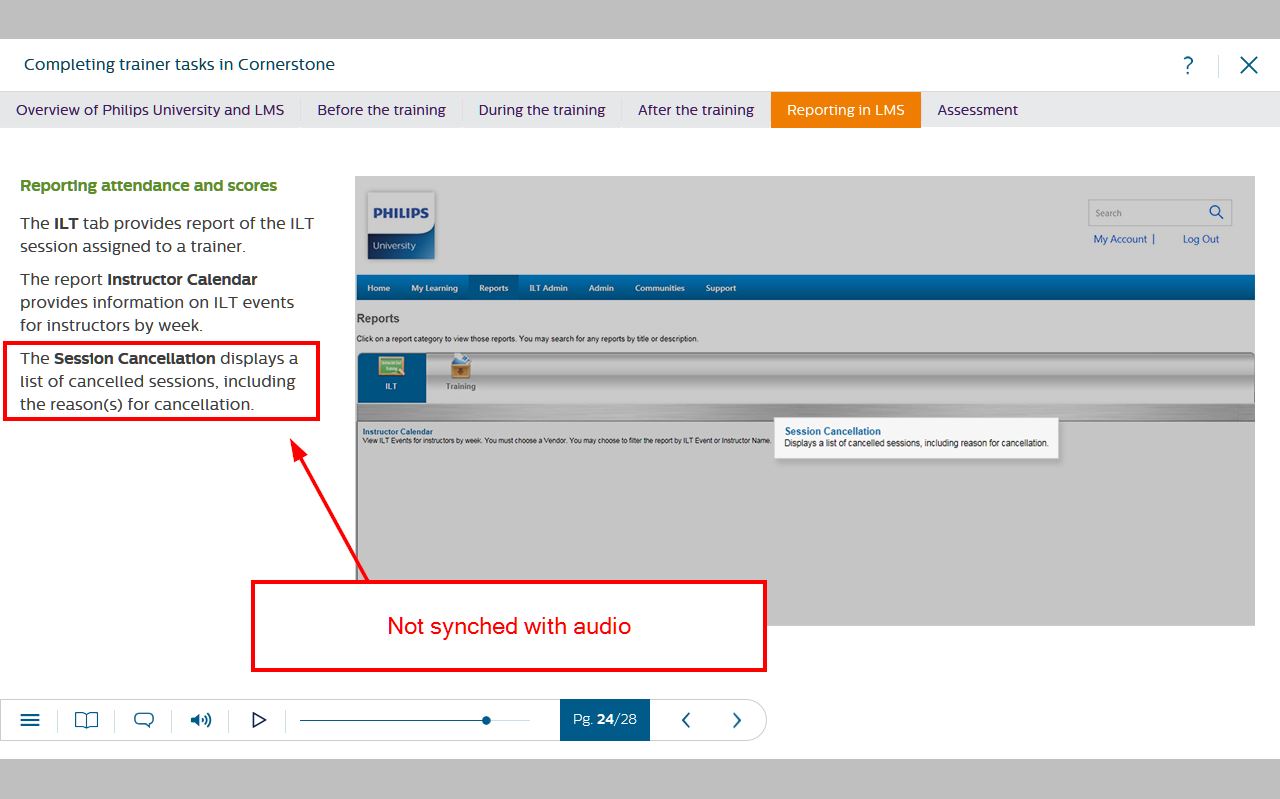 Completing trainer tasks in Cornerstone
?
Overview of Philips University and LMS
Before the training
During the training
After the training
Reporting in LMS
Assessment
Reporting attendance and scores
The ILT tab provides report of the ILT
session assigned to a trainer.
The report Instructor Calendar
provides information on ILT events
for instructors by week.
The Session Cancellation displays a
list of cancelled sessions, including
the reason(s) for cancellation.
PHILIPS
University
Search
My Account |
Log Out
Home
My Learning
Reports
ILT Admin
Admin
Communities
Support
Reports
Click on a report category to view those reports. You may search for any reports by title or description.
ILT
Training
Instructor Calendar
View ILT Events for instructors by week. You must choose a Vendor. You may choose to filter the report by ILT Event or Instructor Name.
Session Cancellation
Displays a list of cancelled sessions, including reason for cancellation.
Not synched with audio
Pg. 24/28